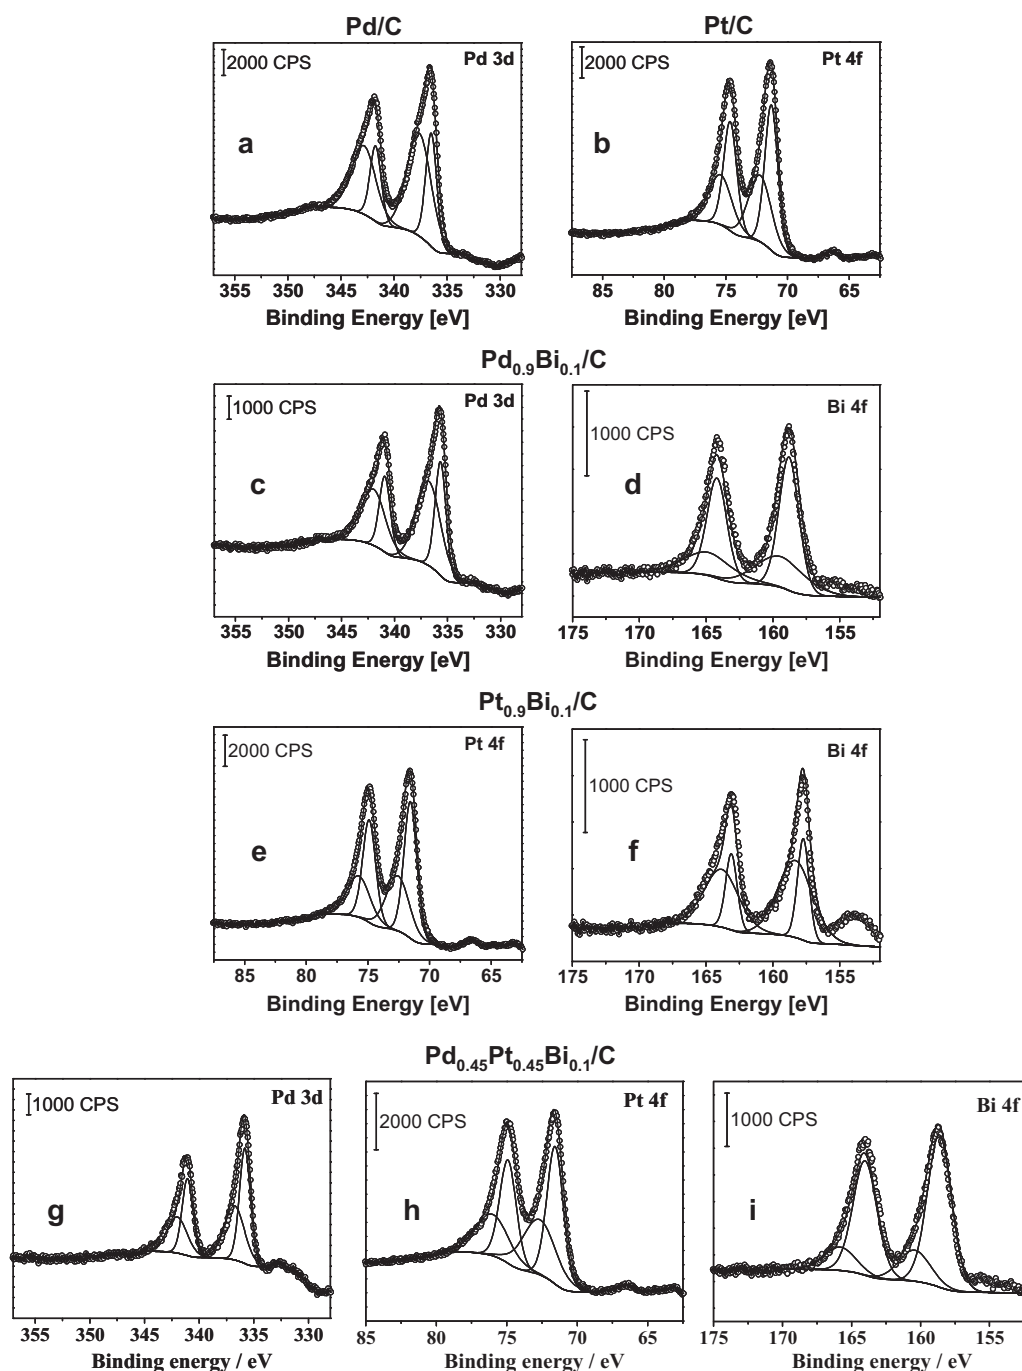 Pd/C Pt/C
2000 CPS Pd 3d 2000 CPS Pt 4f
a b
355 350 345 340 335 330 85 80 75 70 65
Binding Energy [eV] Binding Energy [eV]
Pd0.9Bi0.1/C
1000 CPS Pd 3d 1000 CPS Bi 4f
c d
355 350 345 340 335 330 175 170 165 160 155
Binding Energy [eV] Binding Energy [eV]
Pt0.9Bi0.1/C
2000 CPS Pt 4f 1000 CPS Bi 4f
e f
85 80 75 70 65 175 170 165 160 155
Binding Energy [eV] Binding Energy [eV]
Pd0.45Pt0.45Bi0.1/C
1000 CPS Pd 3d 2000 CPS Pt 4f 1000 CPS Bi 4f
g h i
355 350 345 340 335 330 85 80 75 70 65 175 170 165 160 155
Binding energy / eV Binding energy / eV Binding energy / eV